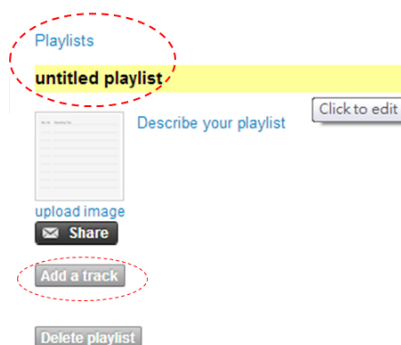 Playlists
untitled playlist
Click to edit
Describe your playlist
upload image
Share
Add a track
Delete playlist